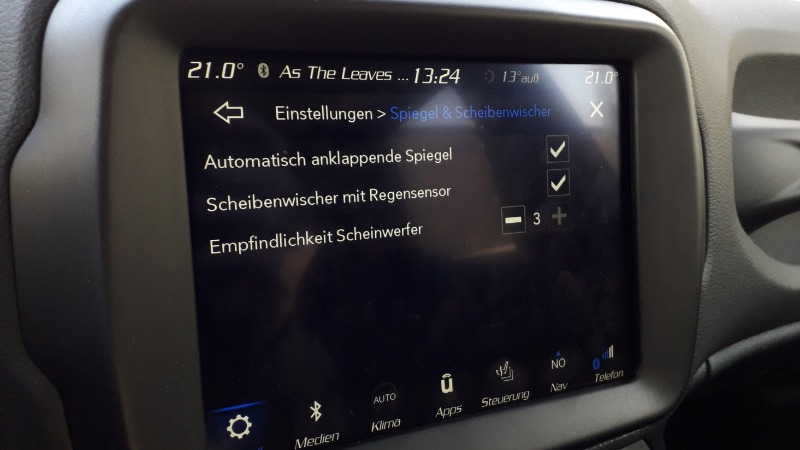 21.0° As The Leaves ... 13:24 13°auß 21.0°
Einstellungen > Spiegel & Scheibenwischer X
Automatisch anklappende Spiegel
Scheibenwischer mit Regensensor
Empfindlichkeit Scheinwerfer - 3 +
AUTO NO
Medien Klima Apps Steuerung Nav Telefon